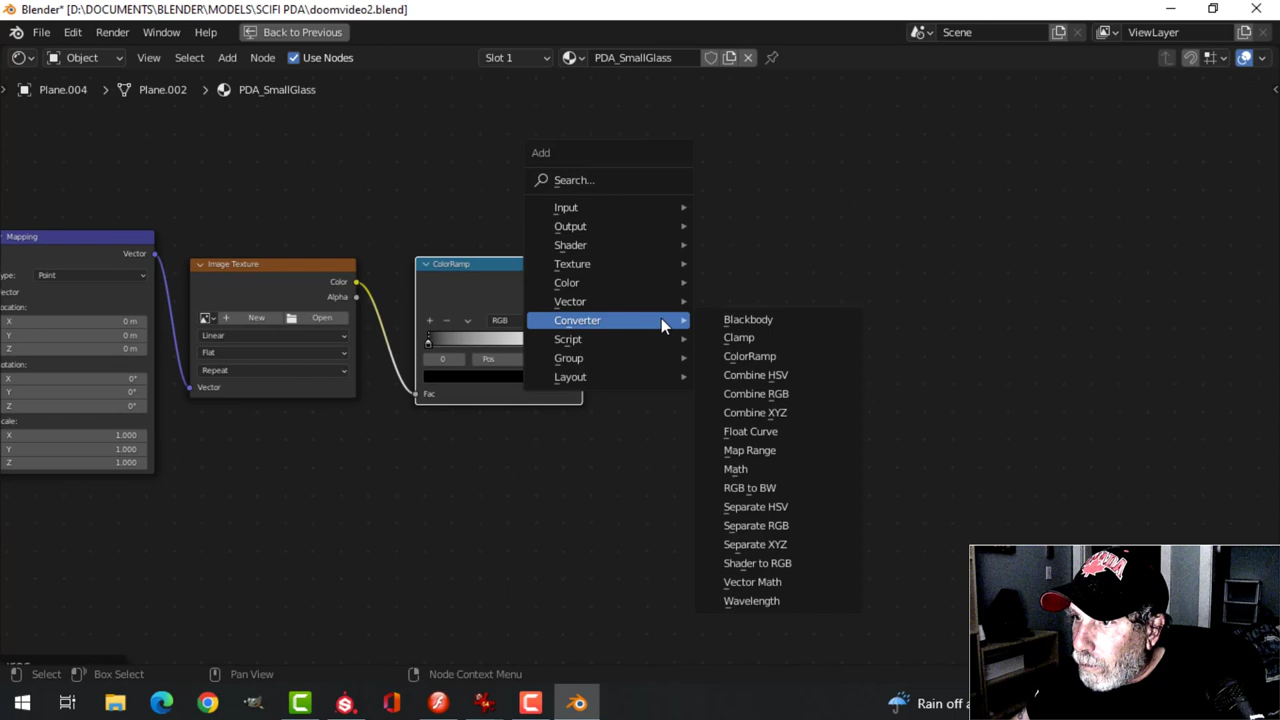 Blender* [D:\DOCUMENTS\BLENDER\MODELS\SCIFI PDA\doomvideo2.blend]
File Edit Render Window Help Back to Previous Scene ViewLayer
Object View Select Add Node Use Nodes Slot 1 PDA_SmallGlass
Plane.004 Plane.002 PDA_SmallGlass
Add
Search...
Input
Output
Shader
Texture
Color
Vector
Converter
Script
Group
Layout
Blackbody
Clamp
ColorRamp
Combine HSV
Combine RGB
Combine XYZ
Float Curve
Map Range
Math
RGB to BW
Separate HSV
Separate RGB
Separate XYZ
Shader to RGB
Vector Math
Wavelength
Mapping
Vector
ype: Point
Vector
ocation:
X 0 m
Y 0 m
Z 0 m
otation:
X 0°
Y 0°
Z 0°
cale:
X 1.000
Y 1.000
Z 1.000
Image Texture
Color
Alpha
New Open
Linear
Flat
Repeat
Vector
ColorRamp
RGB
0 Pos
Fac
Select Box Select Pan View Node Context Menu
Rain off a